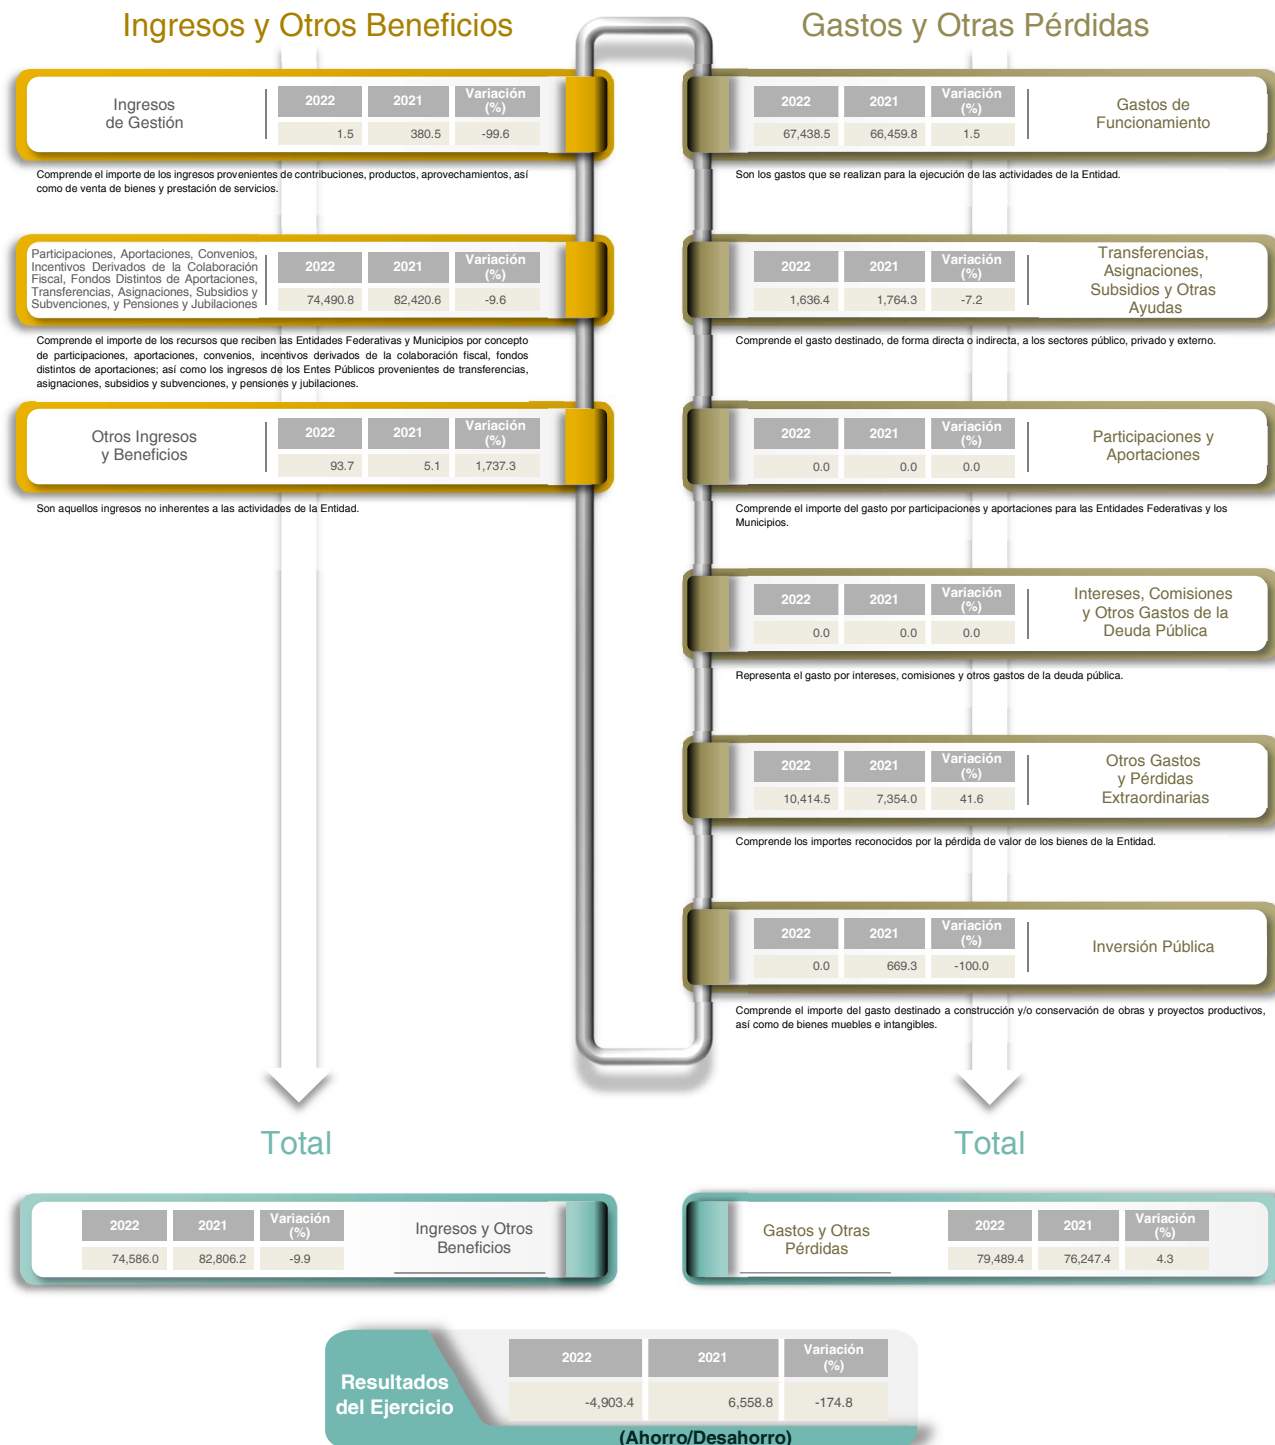 Ingresos y Otros Beneficios
Ingresos
de Gestión
2022 2021 Variación
(%)
1.5 380.5 -99.6
Comprende el importe de los ingresos provenientes de contribuciones, productos, aprovechamientos, así
como de venta de bienes y prestación de servicios.
Participaciones, Aportaciones, Convenios,
Incentivos Derivados de la Colaboración
Fiscal, Fondos Distintos de Aportaciones,
Transferencias, Asignaciones, Subsidios y
Subvenciones, y Pensiones y Jubilaciones
2022 2021 Variación
(%)
74,490.8 82,420.6 -9.6
Comprende el importe de los recursos que reciben las Entidades Federativas y Municipios por concepto
de participaciones, aportaciones, convenios, incentivos derivados de la colaboración fiscal, fondos
distintos de aportaciones; así como los ingresos de los Entes Públicos provenientes de transferencias,
asignaciones, subsidios y subvenciones, y pensiones y jubilaciones.
Otros Ingresos
y Beneficios
2022 2021 Variación
(%)
93.7 5.1 1,737.3
Son aquellos ingresos no inherentes a las actividades de la Entidad.
Gastos y Otras Pérdidas
2022 2021 Variación
(%)
67,438.5 66,459.8 1.5
Gastos de
Funcionamiento
Son los gastos que se realizan para la ejecución de las actividades de la Entidad.
2022 2021 Variación
(%)
1,636.4 1,764.3 -7.2
Transferencias,
Asignaciones,
Subsidios y Otras
Ayudas
Comprende el gasto destinado, de forma directa o indirecta, a los sectores público, privado y externo.
2022 2021 Variación
(%)
0.0 0.0 0.0
Participaciones y
Aportaciones
Comprende el importe del gasto por participaciones y aportaciones para las Entidades Federativas y los
Municipios.
2022 2021 Variación
(%)
0.0 0.0 0.0
Intereses, Comisiones
y Otros Gastos de la
Deuda Pública
Representa el gasto por intereses, comisiones y otros gastos de la deuda pública.
2022 2021 Variación
(%)
10,414.5 7,354.0 41.6
Otros Gastos
y Pérdidas
Extraordinarias
Comprende los importes reconocidos por la pérdida de valor de los bienes de la Entidad.
2022 2021 Variación
(%)
0.0 669.3 -100.0
Inversión Pública
Comprende el importe del gasto destinado a construcción y/o conservación de obras y proyectos productivos,
así como de bienes muebles e intangibles.
Total
2022 2021 Variación
(%)
74,586.0 82,806.2 -9.9
Ingresos y Otros
Beneficios
Total
Gastos y Otras
Pérdidas
2022 2021 Variación
(%)
79,489.4 76,247.4 4.3
Resultados
del Ejercicio
2022 2021 Variación
(%)
-4,903.4 6,558.8 -174.8
(Ahorro/Desahorro)